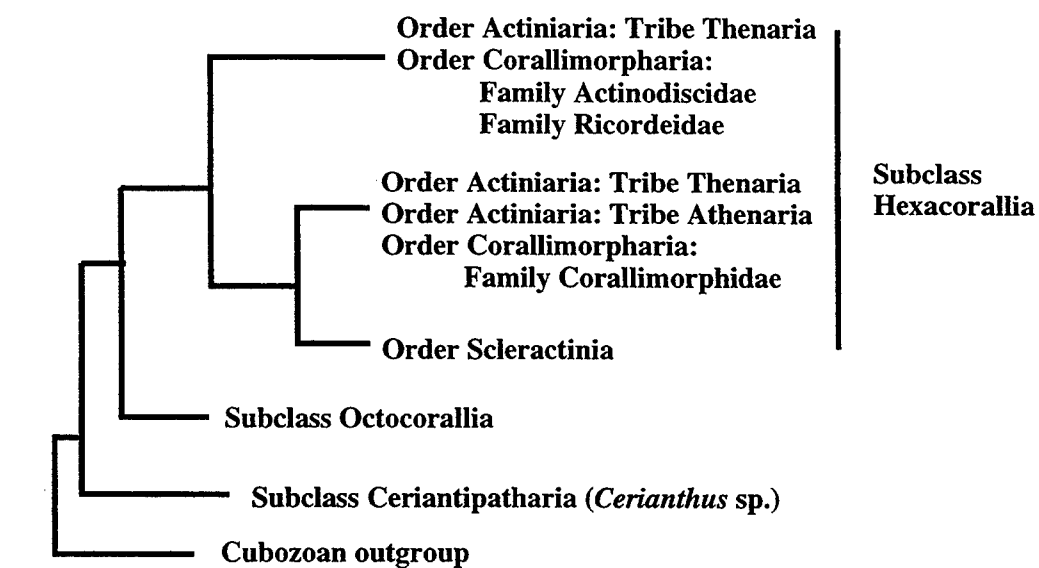 Order Actiniaria: Tribe Thenaria
Order Corallimorpharia:
Family Actinodiscidae
Family Ricordeidae
Order Actiniaria: Tribe Thenaria
Order Actiniaria: Tribe Athenaria
Order Corallimorpharia:
Family Corallimorphidae
Order Scleractinia
Subclass
Hexacorallia
Subclass Octocorallia
Subclass Ceriantipatharia (Cerianthus sp.)
Cubozoan outgroup